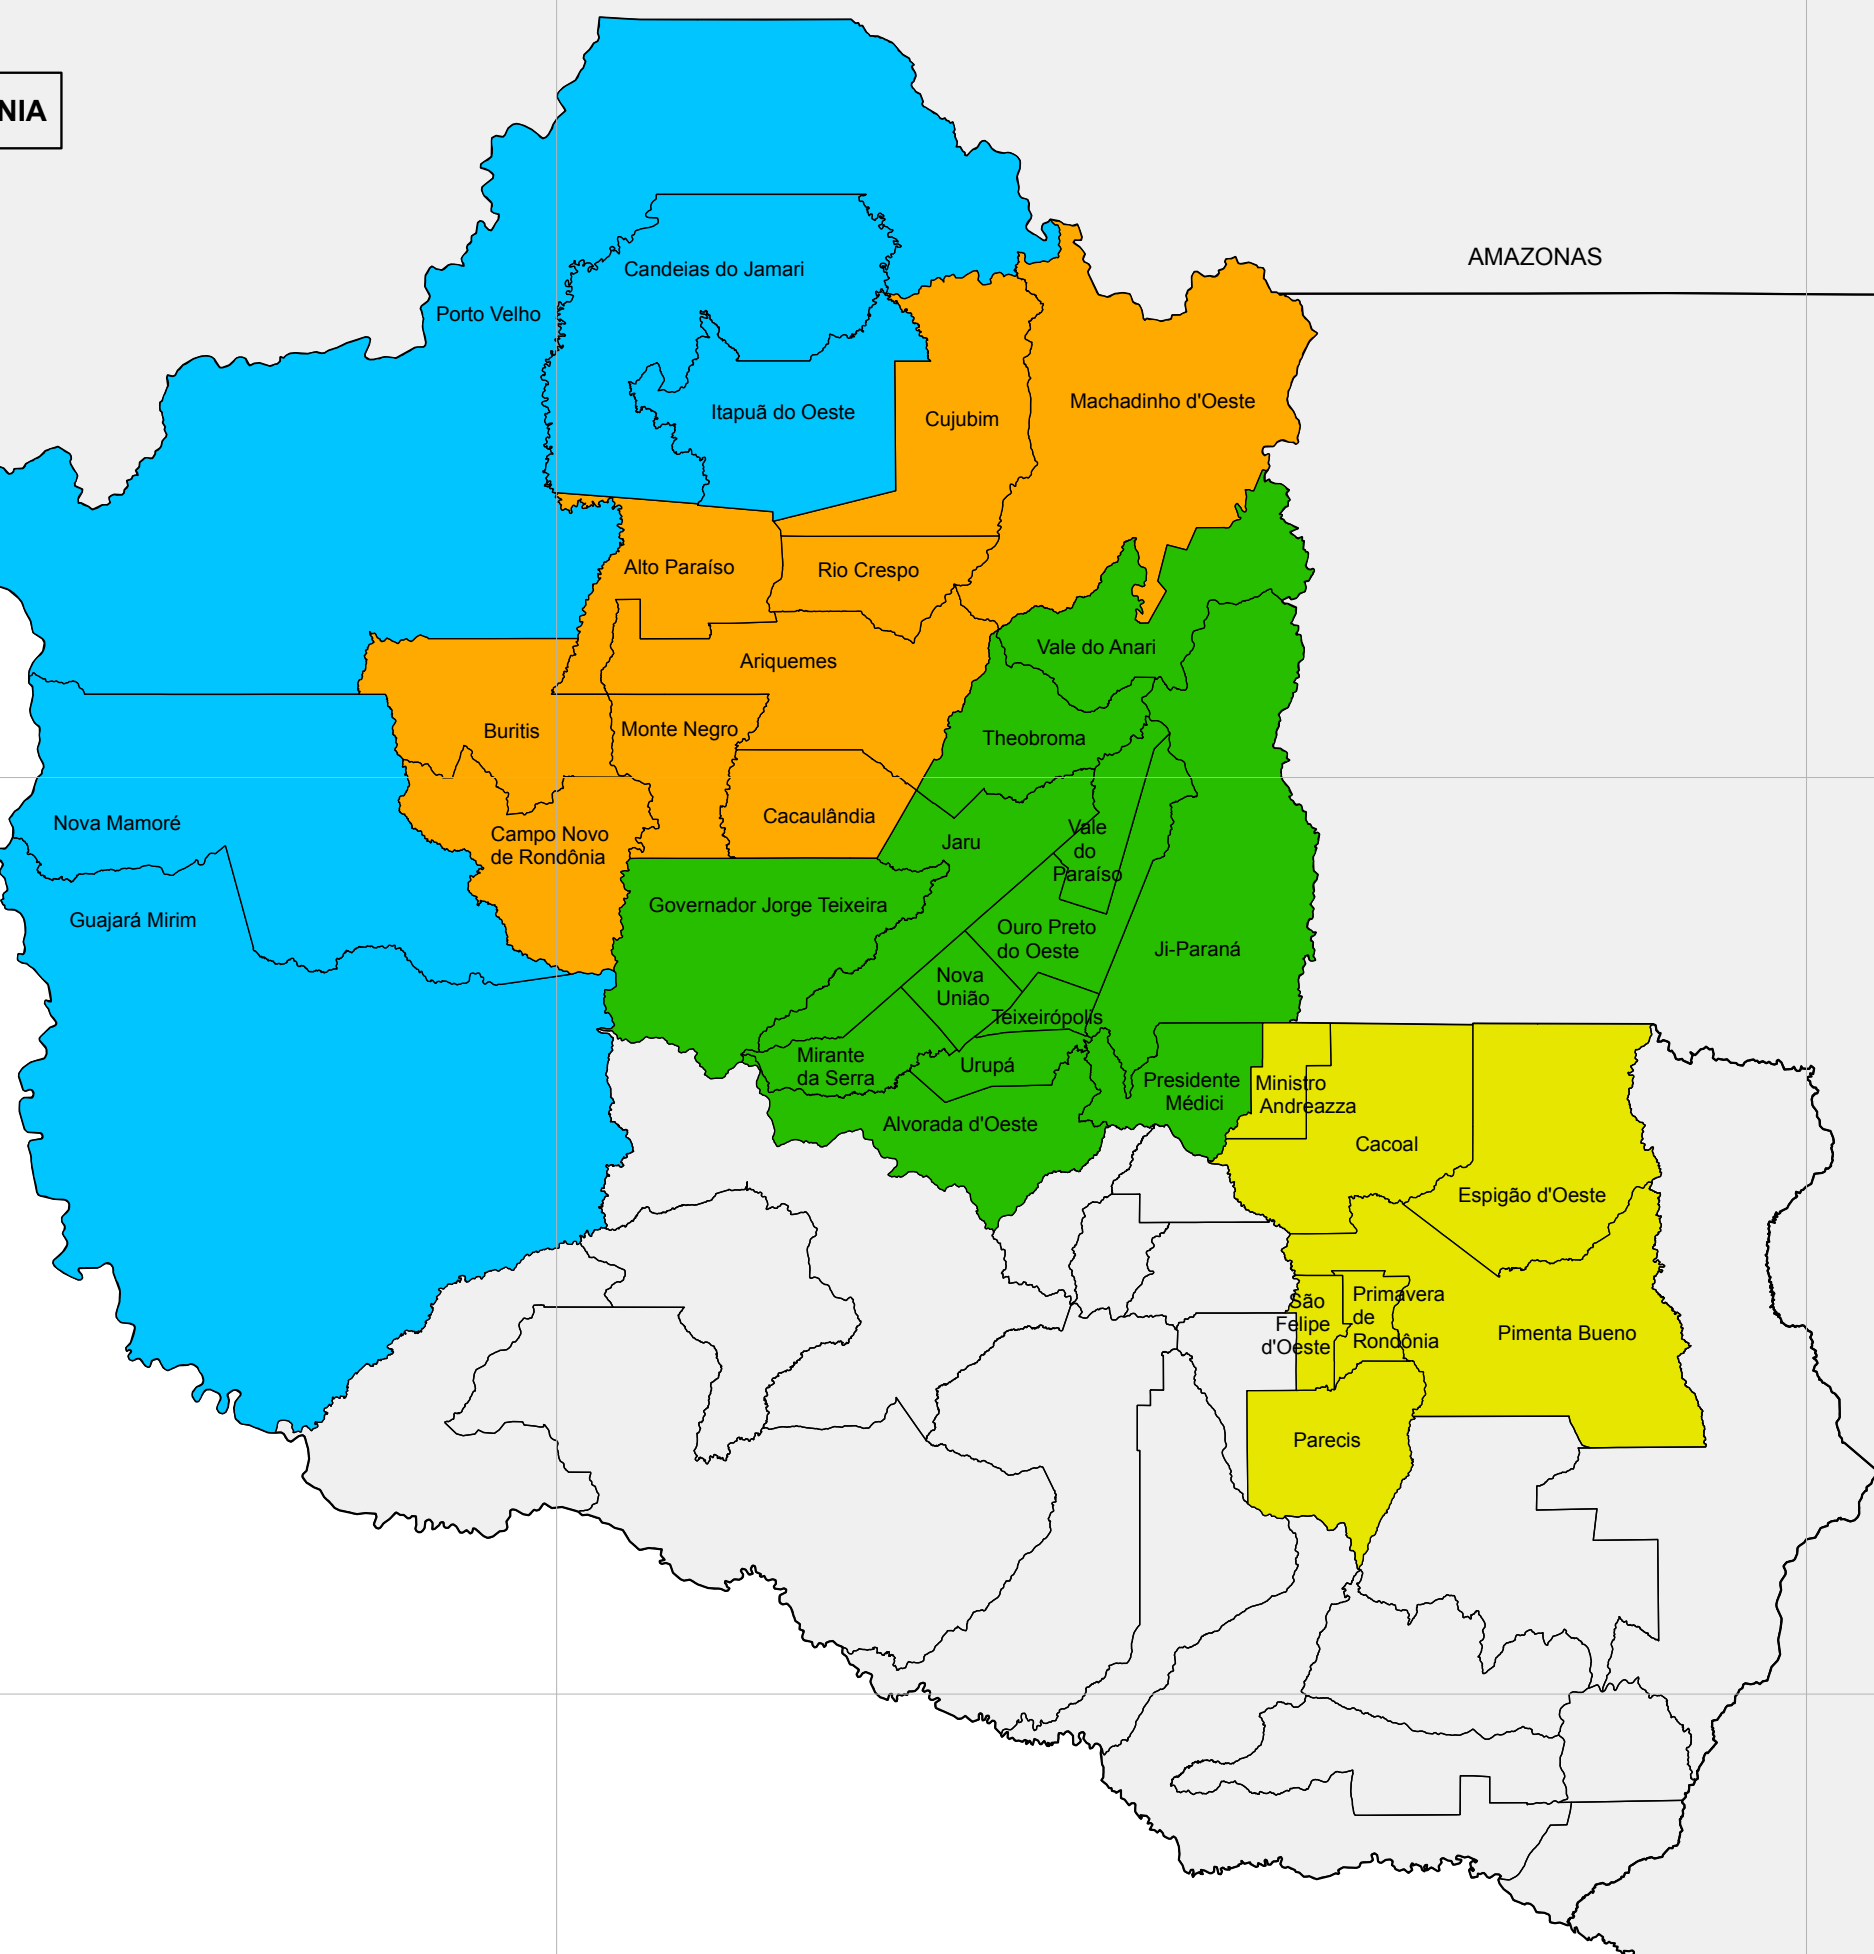 NIA
AMAZONAS
Candeias do Jamari
Porto Velho
Machadinho d'Oeste
Itapuã do Oeste
Cujubim
Alto Paraíso
Rio Crespo
Vale do Anari
Ariquemes
Buritis
Monte Negro
Theobroma
Cacaulândia
Nova Mamoré
Campo Novo
de Rondônia
Jaru
Vale
do
Paraíso
Governador Jorge Teixeira
Guajará Mirim
Ouro Preto
do Oeste
Ji-Paraná
Nova
União
Teixeirópolis
Mirante
da Serra
Urupá
Presidente
Médici
Ministro
Andreazza
Alvorada d'Oeste
Cacoal
Espigão d'Oeste
São
Felipe
d'Oeste
Primavera
de
Rondônia
Pimenta Bueno
Parecis